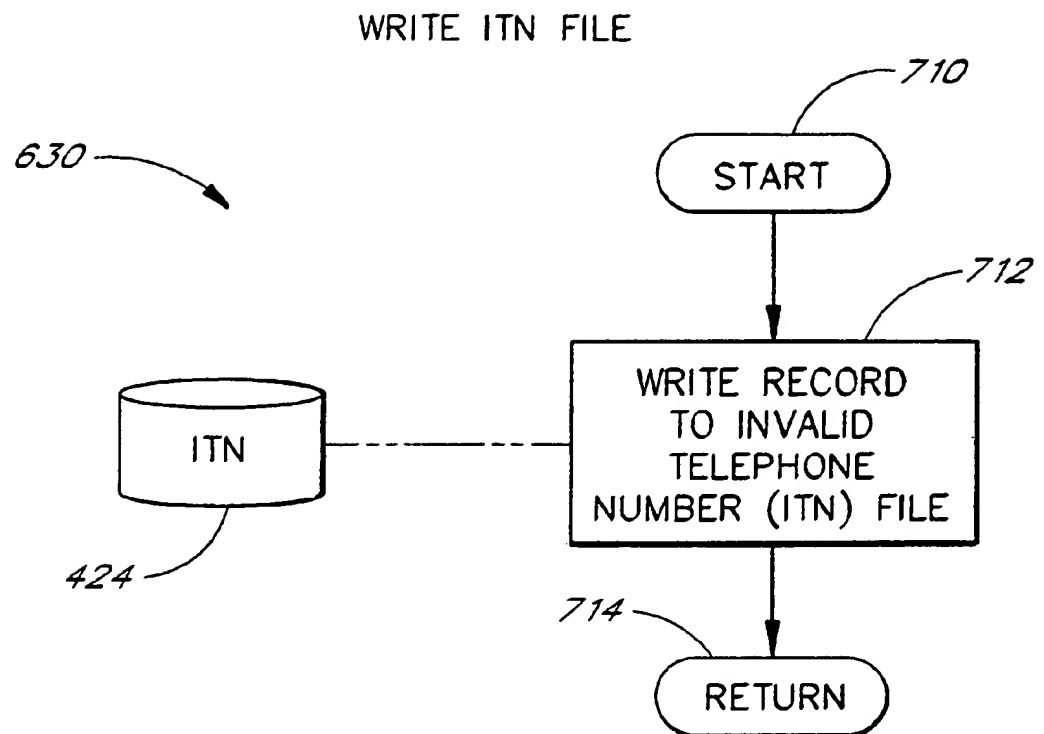 WRITE ITN FILE
710
630
START
712
WRITE RECORD
TO INVALID
TELEPHONE
NUMBER (ITN) FILE
ITN
424
714
RETURN